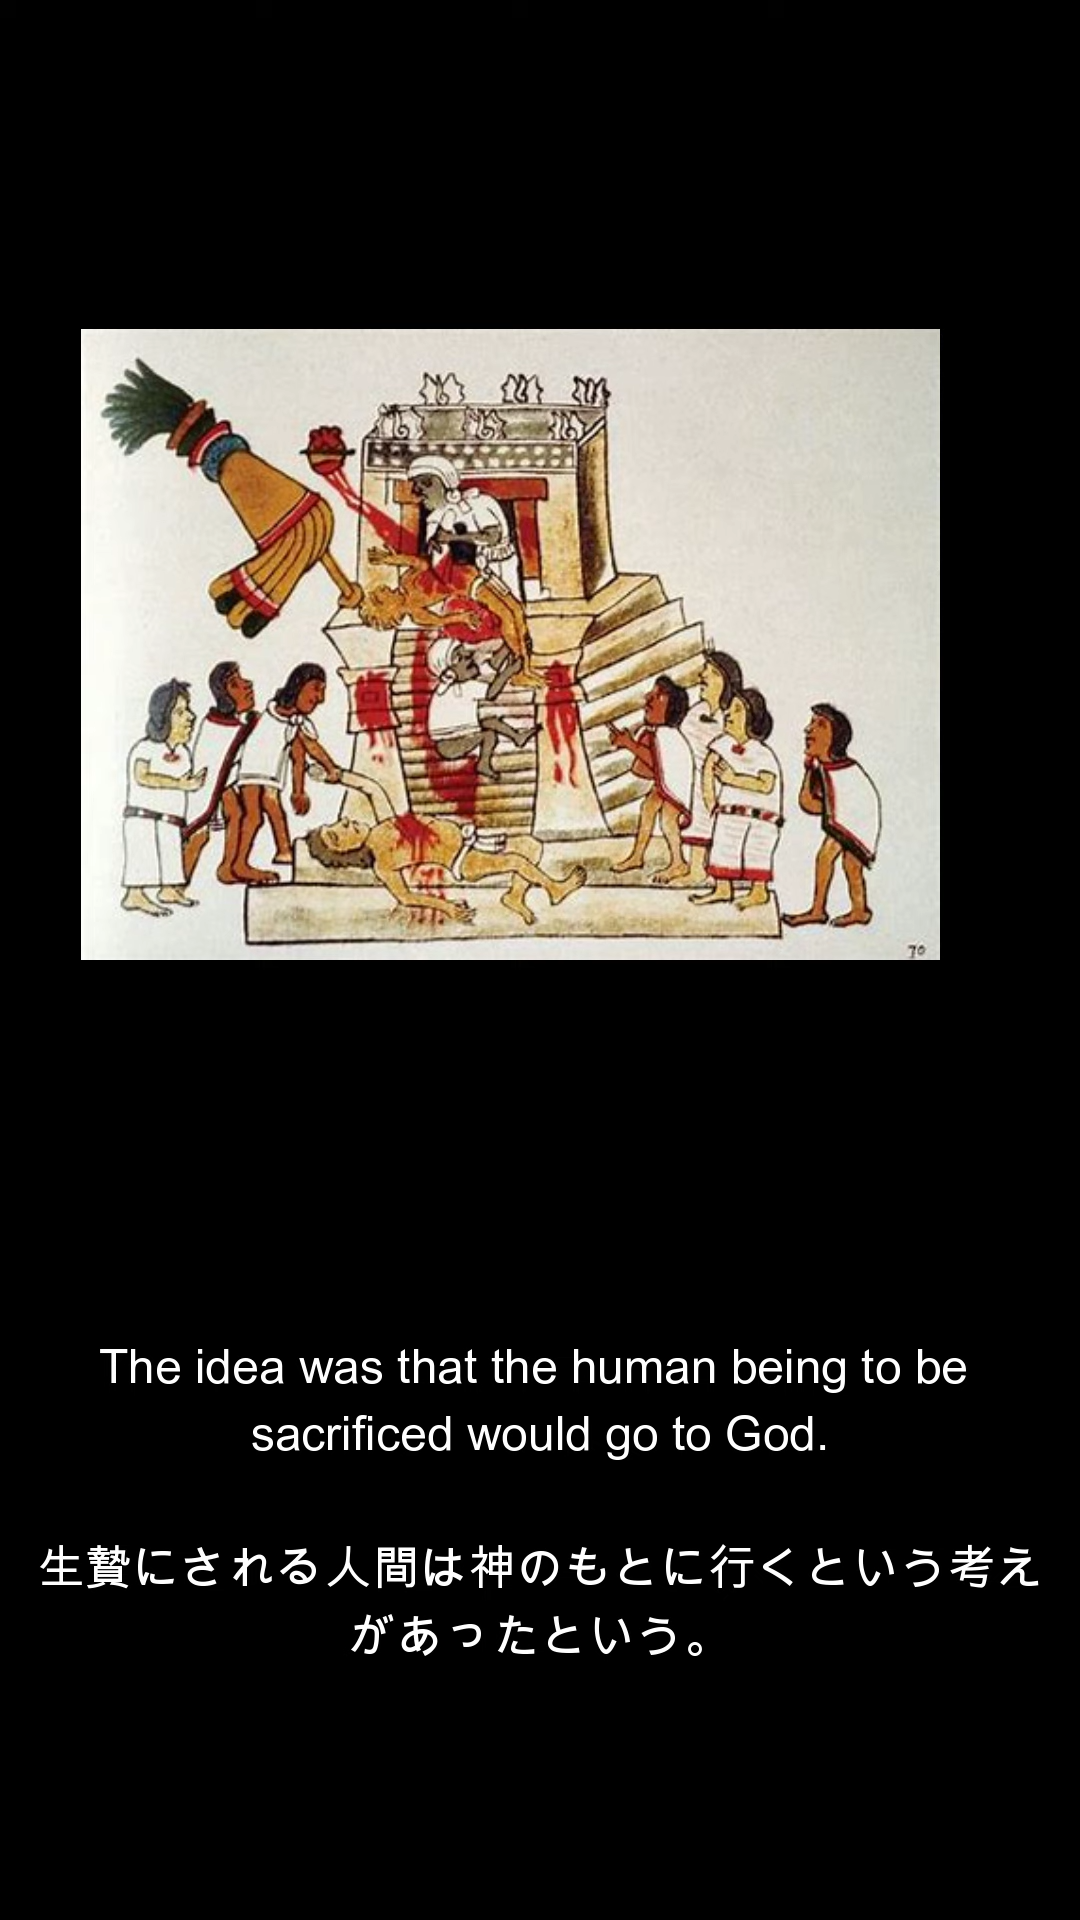 70
The idea was that the human being to be
sacrificed would go to God.
生贄にされる人間は神のもとに行くという考え
があったという。